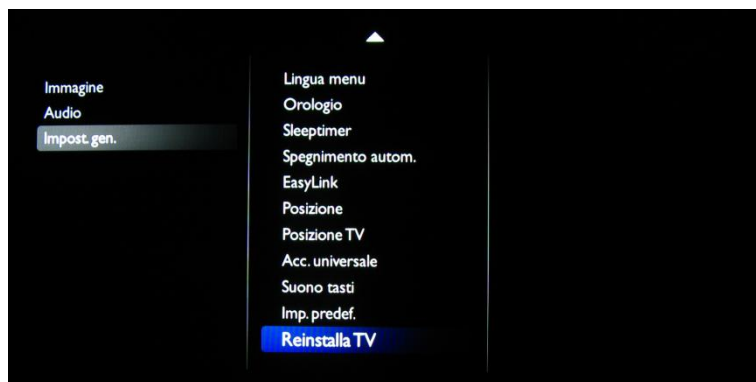 Immagine
Audio
Impost. gen.
Lingua menu
Orologio
Sleeptimer
Spegnimento autom.
EasyLink
Posizione
Posizione TV
Acc. universale
Suono tasti
Imp. predef.
Reinstalla TV